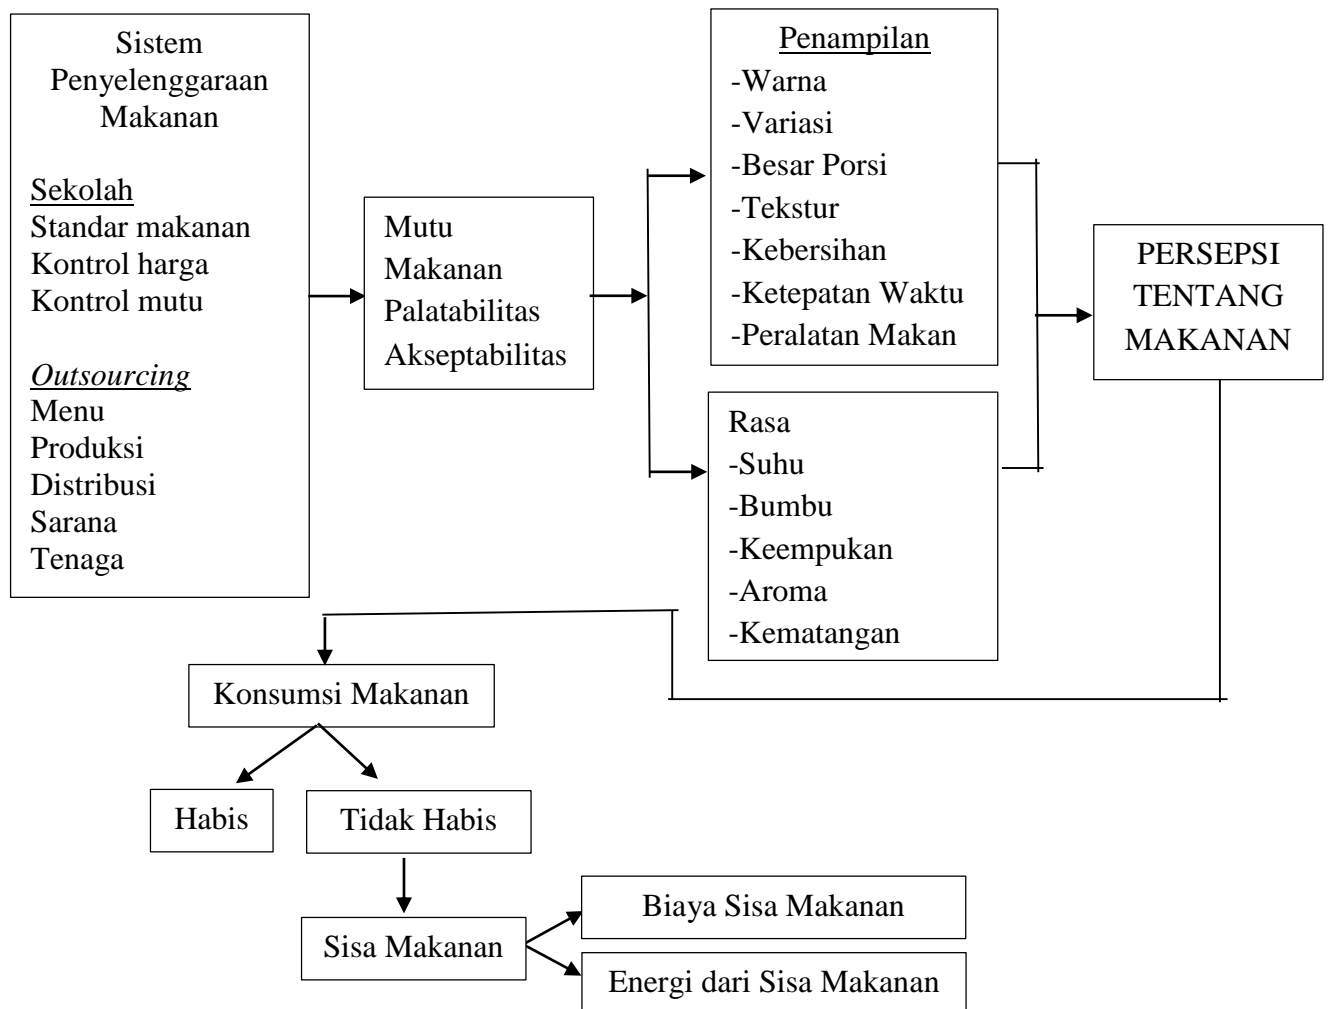 Sistem
Penyelenggaraan
Makanan
Sekolah
Standar makanan
Kontrol harga
Kontrol mutu
Outsourcing
Menu
Produksi
Distribusi
Sarana
Tenaga
Mutu
Makanan
Palatabilitas
Akseptabilitas
Penampilan
-Warna
-Variasi
-Besar Porsi
-Tekstur
-Kebersihan
-Ketepatan Waktu
-Peralatan Makan
Rasa
-Suhu
-Bumbu
-Keempukan
-Aroma
-Kematangan
PERSEPSI
TENTANG
MAKANAN
Konsumsi Makanan
Habis
Tidak Habis
Sisa Makanan
Biaya Sisa Makanan
Energi dari Sisa Makanan